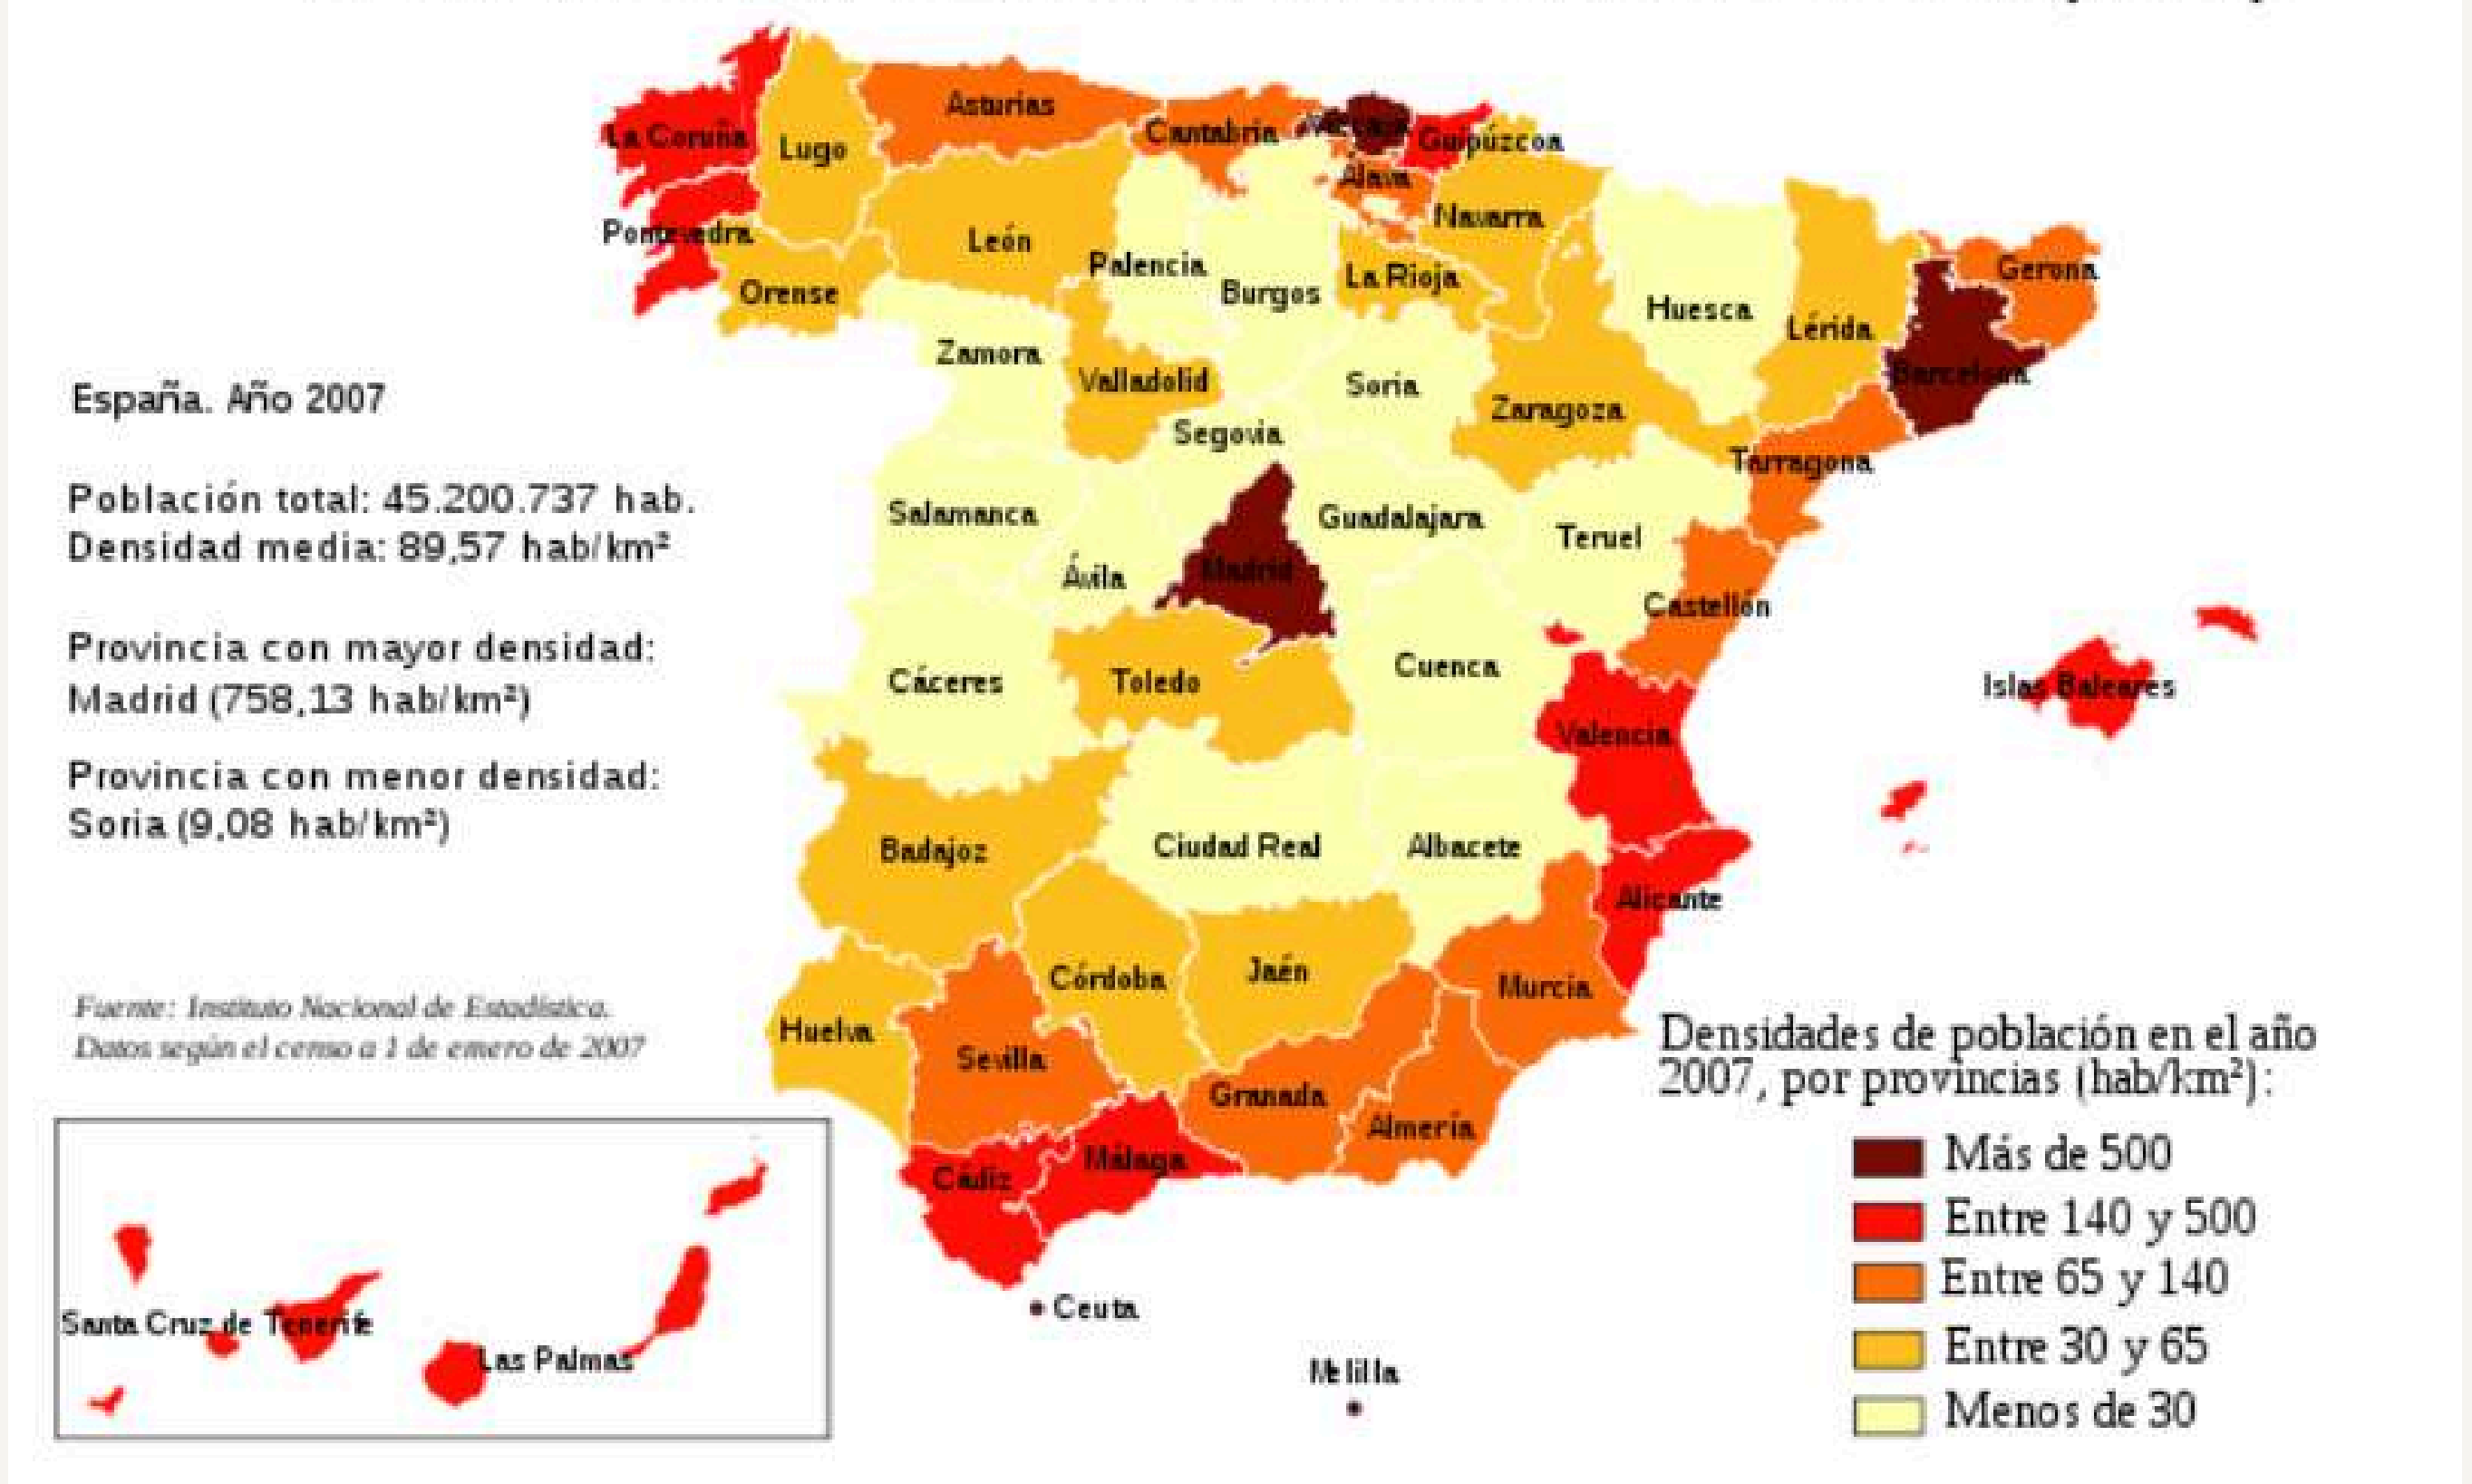 La Coruña
Lugo
Asturias
Cantabria
Guipúzcoa
Álava
Navarra
Pontevedra
Orense
León
Palencia
Burgos
La Rioja
Huesca
Lérida
Gerona
Barcelona
Zamora
Valladolid
Soria
Zaragoza
Segovia
Tarragona
Salamanca
Guadalajara
Teruel
Ávila
Madrid
Castellón
Cáceres
Toledo
Cuenca
Valencia
Islas Baleares
Badajoz
Ciudad Real
Albacete
Alicante
Huelva
Córdoba
Jaén
Murcia
Sevilla
Granada
Almería
Cádiz
Málaga
Ceuta
Melilla
Santa Cruz de Tenerife
Las Palmas
España. Año 2007
Población total: 45.200.737 hab.
Densidad media: 89,57 hab/km²
Provincia con mayor densidad:
Madrid (758,13 hab/km²)
Provincia con menor densidad:
Soria (9,08 hab/km²)
Fuente: Instituto Nacional de Estadística.
Datos según el censo a 1 de enero de 2007
Densidades de población en el año
2007, por provincias (hab/km²):
Más de 500
Entre 140 y 500
Entre 65 y 140
Entre 30 y 65
Menos de 30